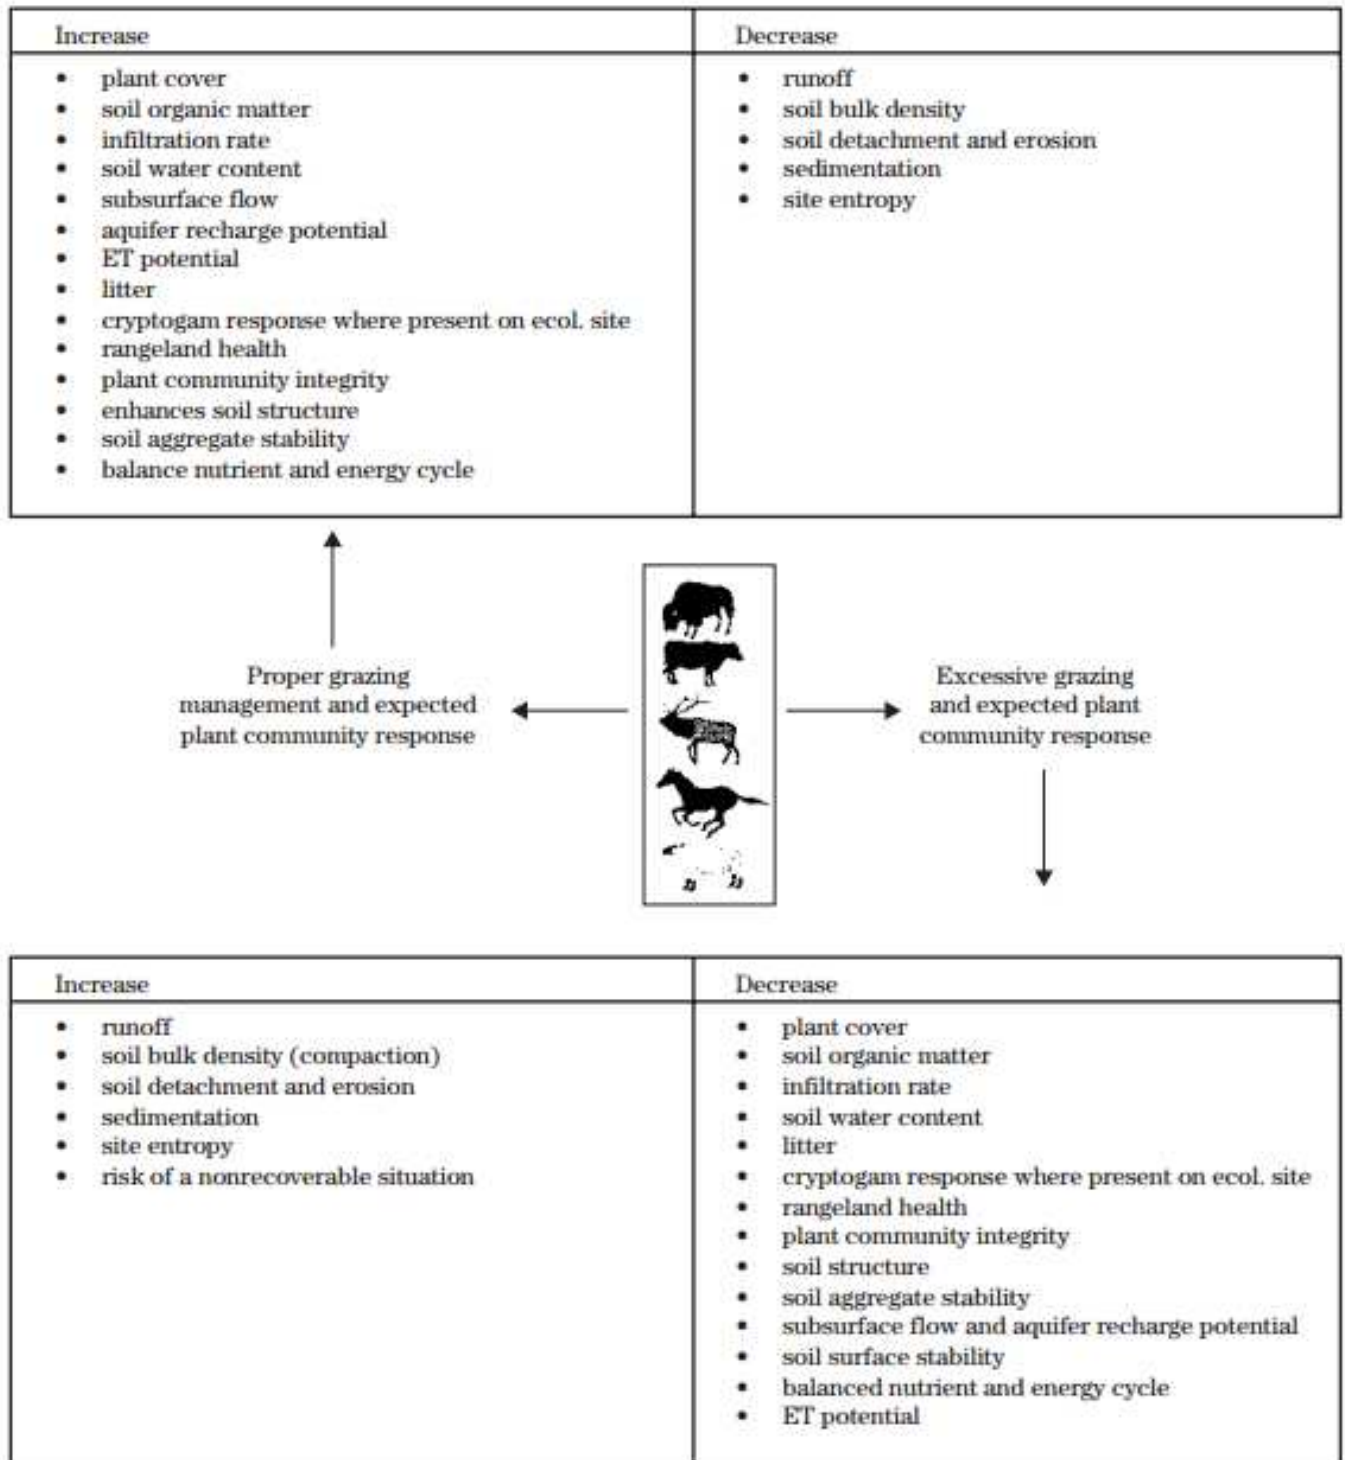 Increase
Decrease
• plant cover
• soil organic matter
• infiltration rate
• soil water content
• subsurface flow
• aquifer recharge potential
• ET potential
• litter
• cryptogam response where present on ecol. site
• rangeland health
• plant community integrity
• enhances soil structure
• soil aggregate stability
• balance nutrient and energy cycle
• runoff
• soil bulk density
• soil detachment and erosion
• sedimentation
• site entropy
Proper grazing
management and expected
plant community response
Excessive grazing
and expected plant
community response
Increase
Decrease
• runoff
• soil bulk density (compaction)
• soil detachment and erosion
• sedimentation
• site entropy
• risk of a nonrecoverable situation
• plant cover
• soil organic matter
• infiltration rate
• soil water content
• litter
• cryptogam response where present on ecol. site
• rangeland health
• plant community integrity
• soil structure
• soil aggregate stability
• subsurface flow and aquifer recharge potential
• soil surface stability
• balanced nutrient and energy cycle
• ET potential